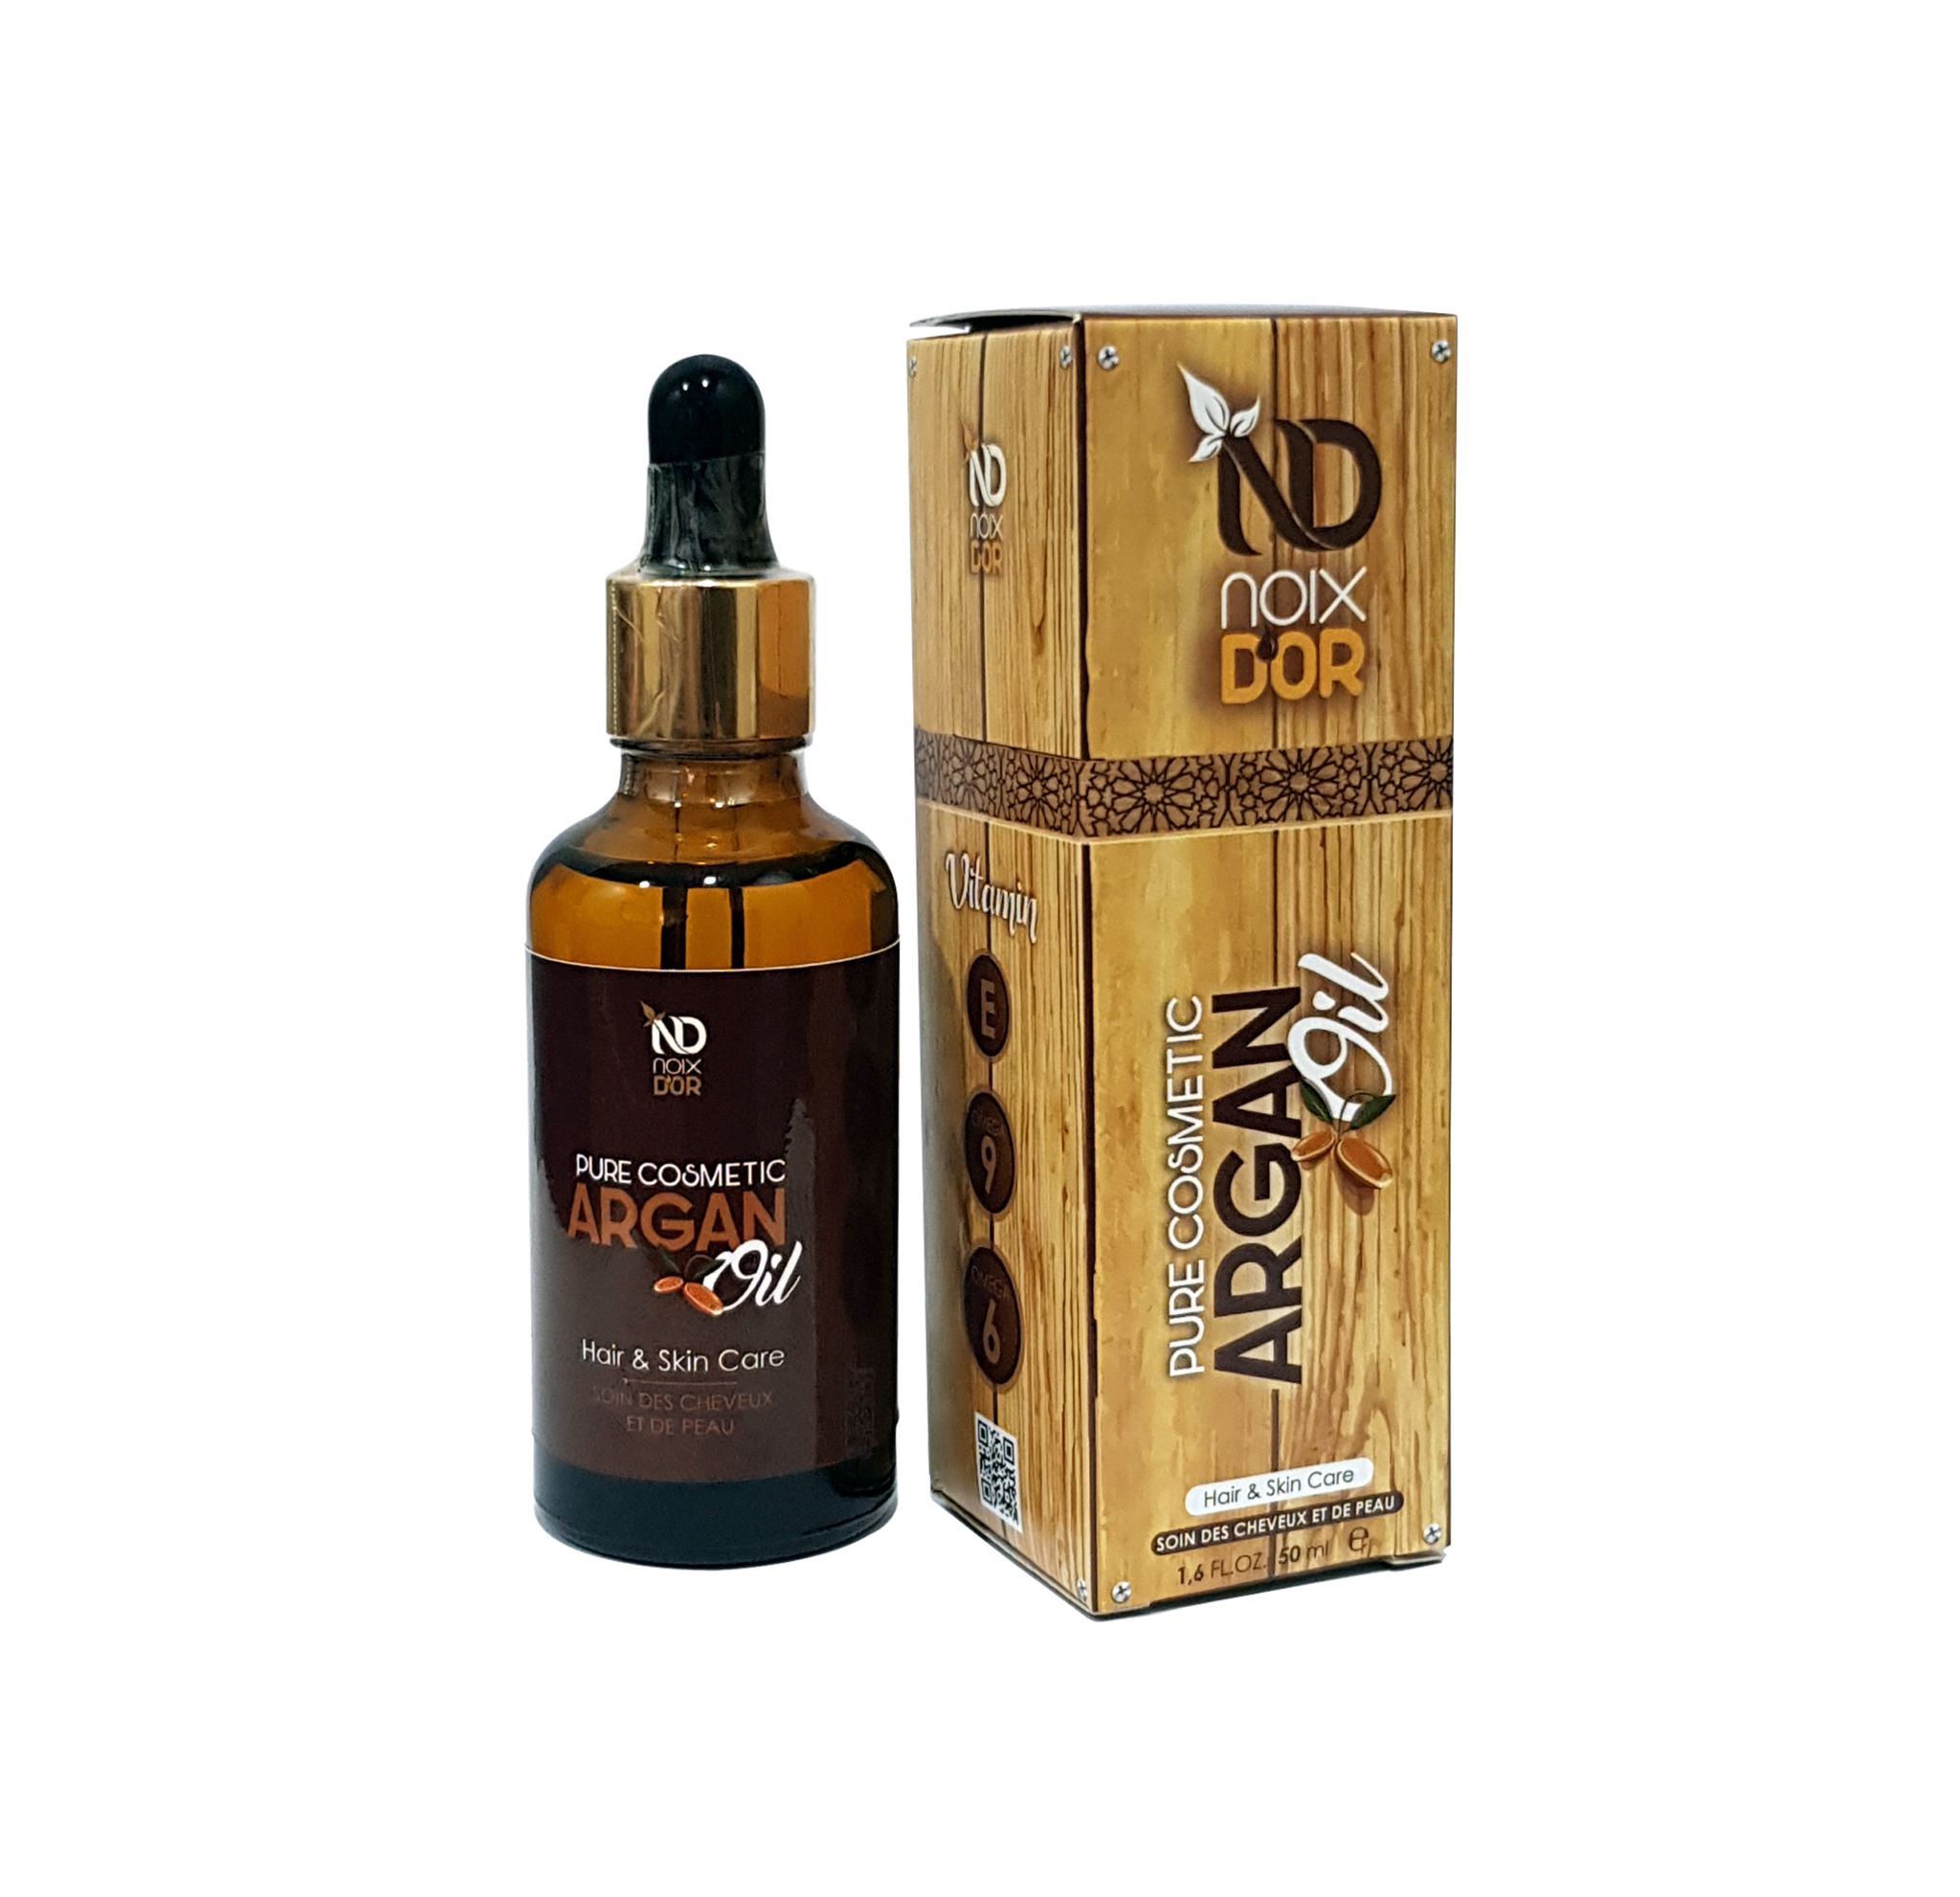 ND
NOIX
D'OR
PURE COSMETIC
ARGAN
Oil
Hair & Skin Care
SOIN DES CHEVEUX
ET DE PEAU
ND
NOIX
D'OR
Vitamin
E
OMEGA
9
OMEGA
6
ND
NOIX
D'OR
PURE COSMETIC
ARGAN
Oil
Hair & Skin Care
SOIN DES CHEVEUX ET DE PEAU
1,6 FL.OZ. 50 ml ℮